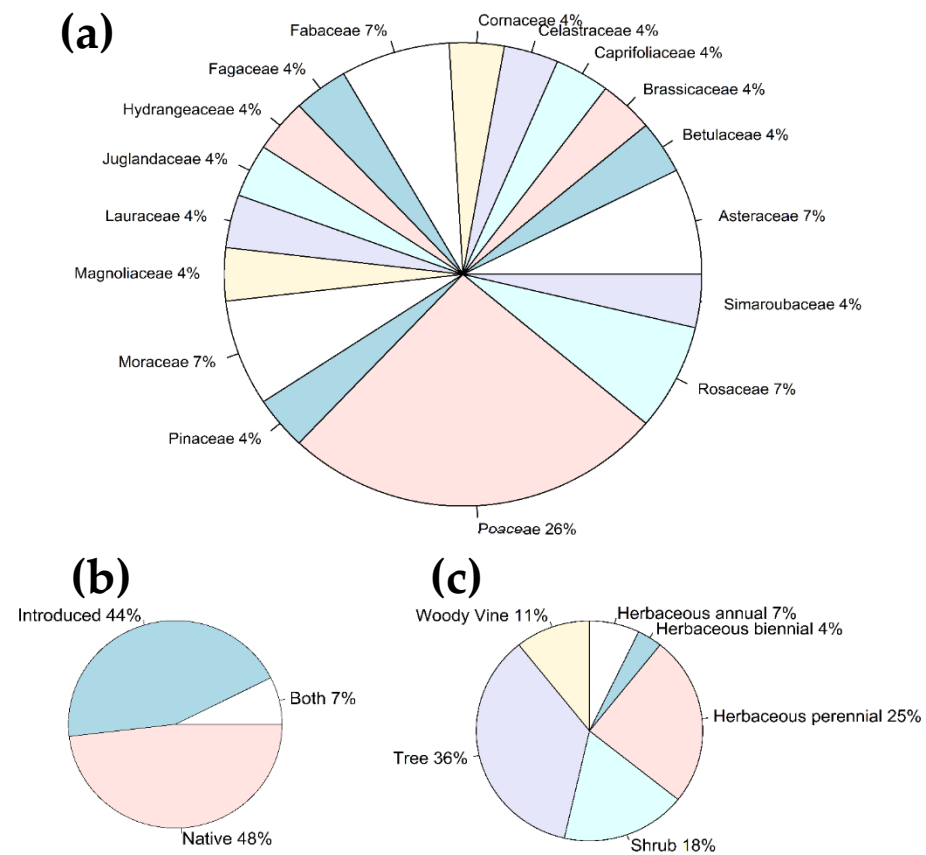 (a)
Cornaceae 4%
Celastraceae 4%
Caprifoliaceae 4%
Brassicaceae 4%
Betulaceae 4%
Asteraceae 7%
Simaroubaceae 4%
Rosaceae 7%
Poaceae 26%
Pinaceae 4%
Moraceae 7%
Magnoliaceae 4%
Lauraceae 4%
Juglandaceae 4%
Hydrangeaceae 4%
Fagaceae 4%
Fabaceae 7%
(b)
Introduced 44%
Both 7%
Native 48%
(c)
Woody Vine 11%
Herbaceous annual 7%
Herbaceous biennial 4%
Herbaceous perennial 25%
Tree 36%
Shrub 18%